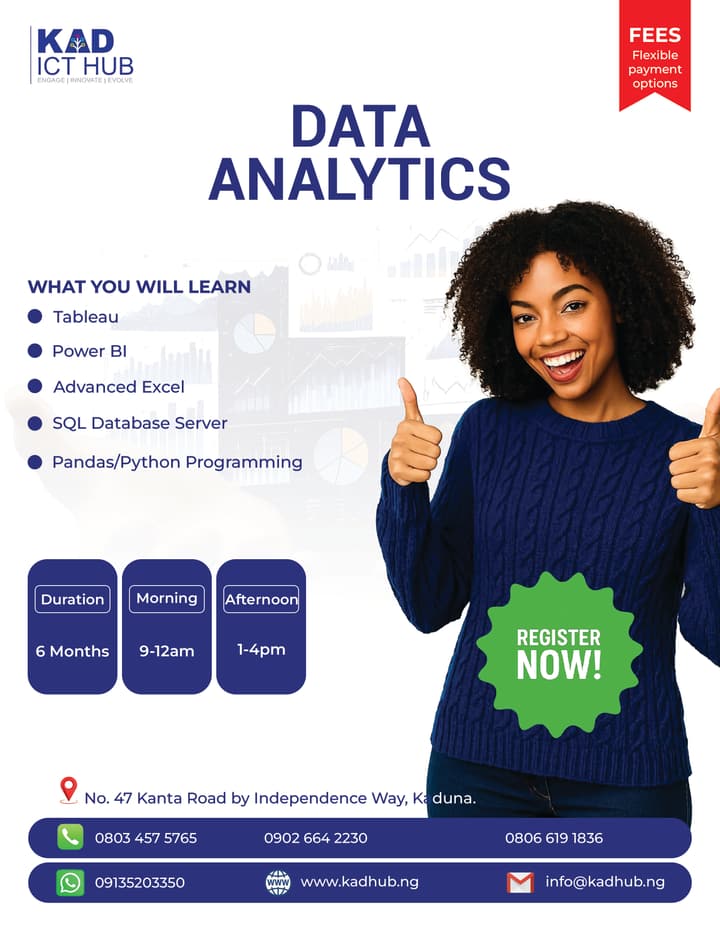 KAD
ICT HUB
ENGAGE | INNOVATE | EVOLVE
FEES
Flexible
payment
options
DATA
ANALYTICS
WHAT YOU WILL LEARN
Tableau
Power BI
Advanced Excel
SQL Database Server
Pandas/Python Programming
Duration
6 Months
Morning
9-12am
Afternoon
1-4pm
REGISTER
NOW!
No. 47 Kanta Road by Independence Way, Kaduna.
0803 457 5765 0902 664 2230 0806 619 1836
09135203350 www www.kadhub.ng info@kadhub.ng